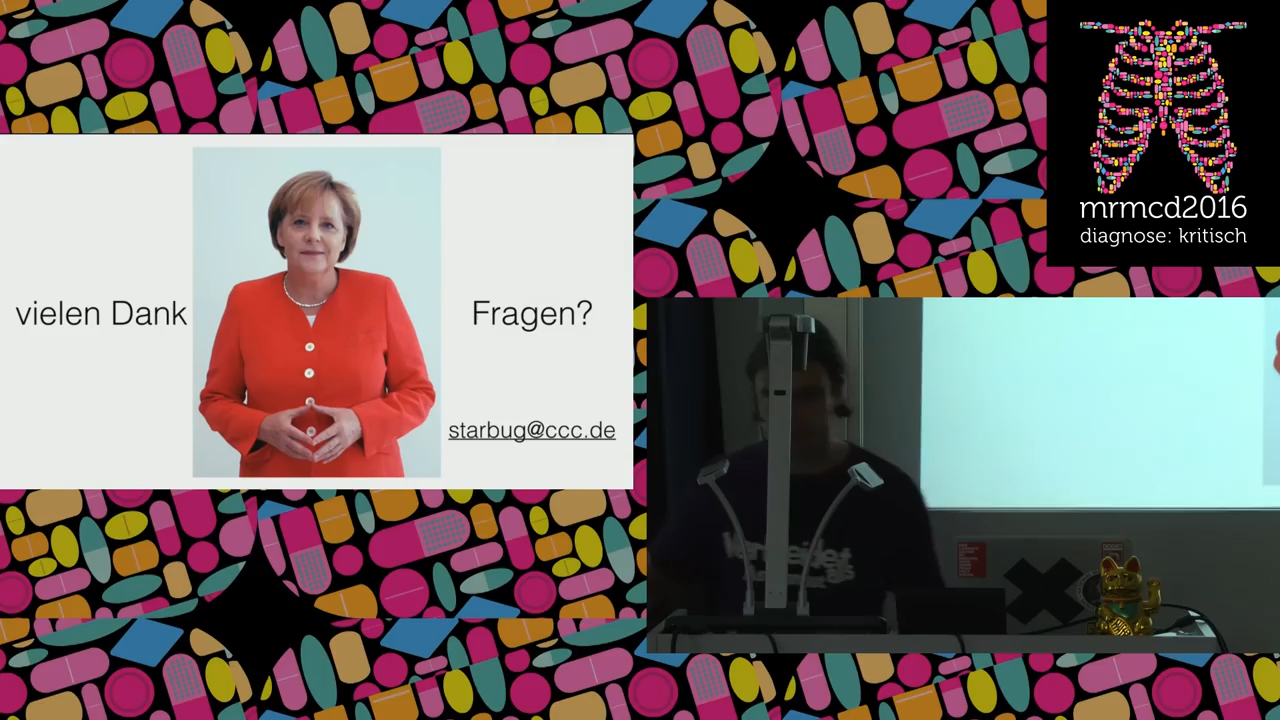 vielen Dank
Fragen?
starbug@ccc.de
mrmcd2016
diagnose: kritisch